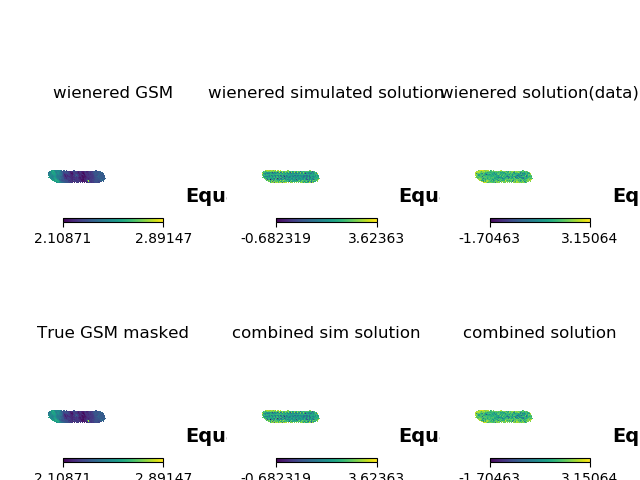 wienered GSM
wienered simulated solution
wienered solution(data)
Equ
Equ
Eq
2.10871 2.89147
-0.682319 3.62363
-1.70463 3.15064
True GSM masked
combined sim solution
combined solution
Equ
Equ
Eq
2.10871 2.89147
-0.682319 3.62363
-1.70463 3.15064